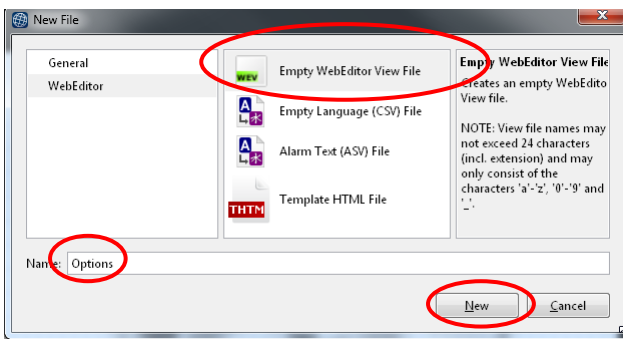 New File
General
WebEditor
WEV
Empty WebEditor View File
Empty Language (CSV) File
Alarm Text (ASV) File
THTM
Template HTML File
Empty WebEditor View File
Creates an empty WebEdito
View file.
NOTE: View file names may
not exceed 24 characters
(incl. extension) and may
only consist of the
characters 'a'-'z', '0'-'9' and
'_'.
Name: Options
New
Cancel